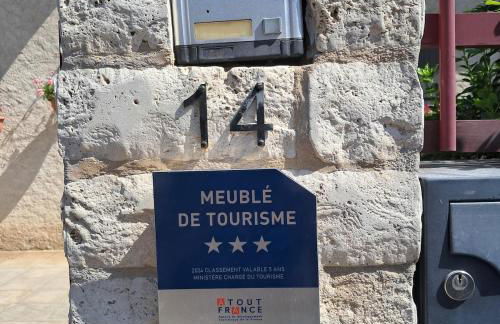 14
MEUBLÉ
DE TOURISME
2024 CLASSEMENT VALABLE 5 ANS
MINISTÈRE CHARGÉ DU TOURISME
ATOUT
FRANCE